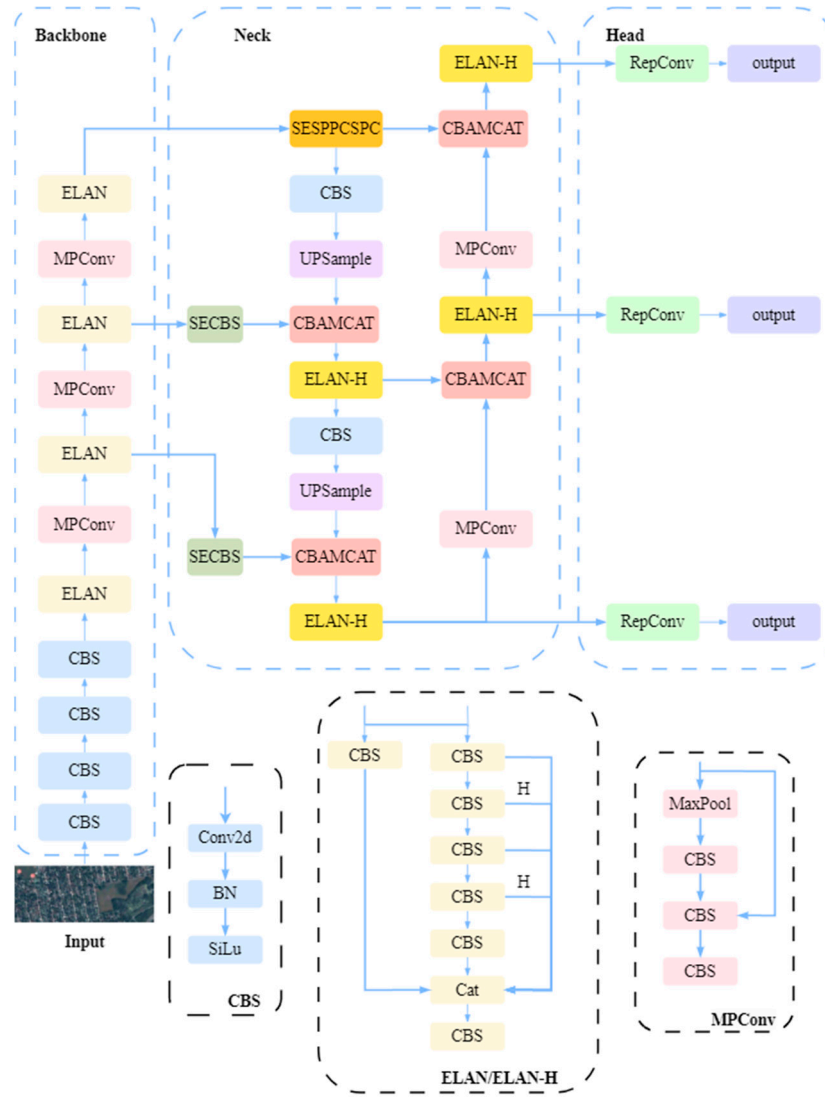 Backbone
Neck
Head
ELAN-H
RepConv
output
SESPPCSPC
CBAMCAT
ELAN
CBS
MPConv
UPSample
MPConv
ELAN
SECBS
CBAMCAT
ELAN-H
RepConv
output
MPConv
ELAN-H
CBAMCAT
ELAN
CBS
UPSample
MPConv
MPConv
SECBS
CBAMCAT
ELAN
ELAN-H
RepConv
output
CBS
CBS
CBS
CBS
Input
Conv2d
BN
SiLu
CBS
CBS
CBS
CBS
H
CBS
CBS
H
CBS
Cat
CBS
ELAN/ELAN-H
MaxPool
CBS
CBS
CBS
MPConv